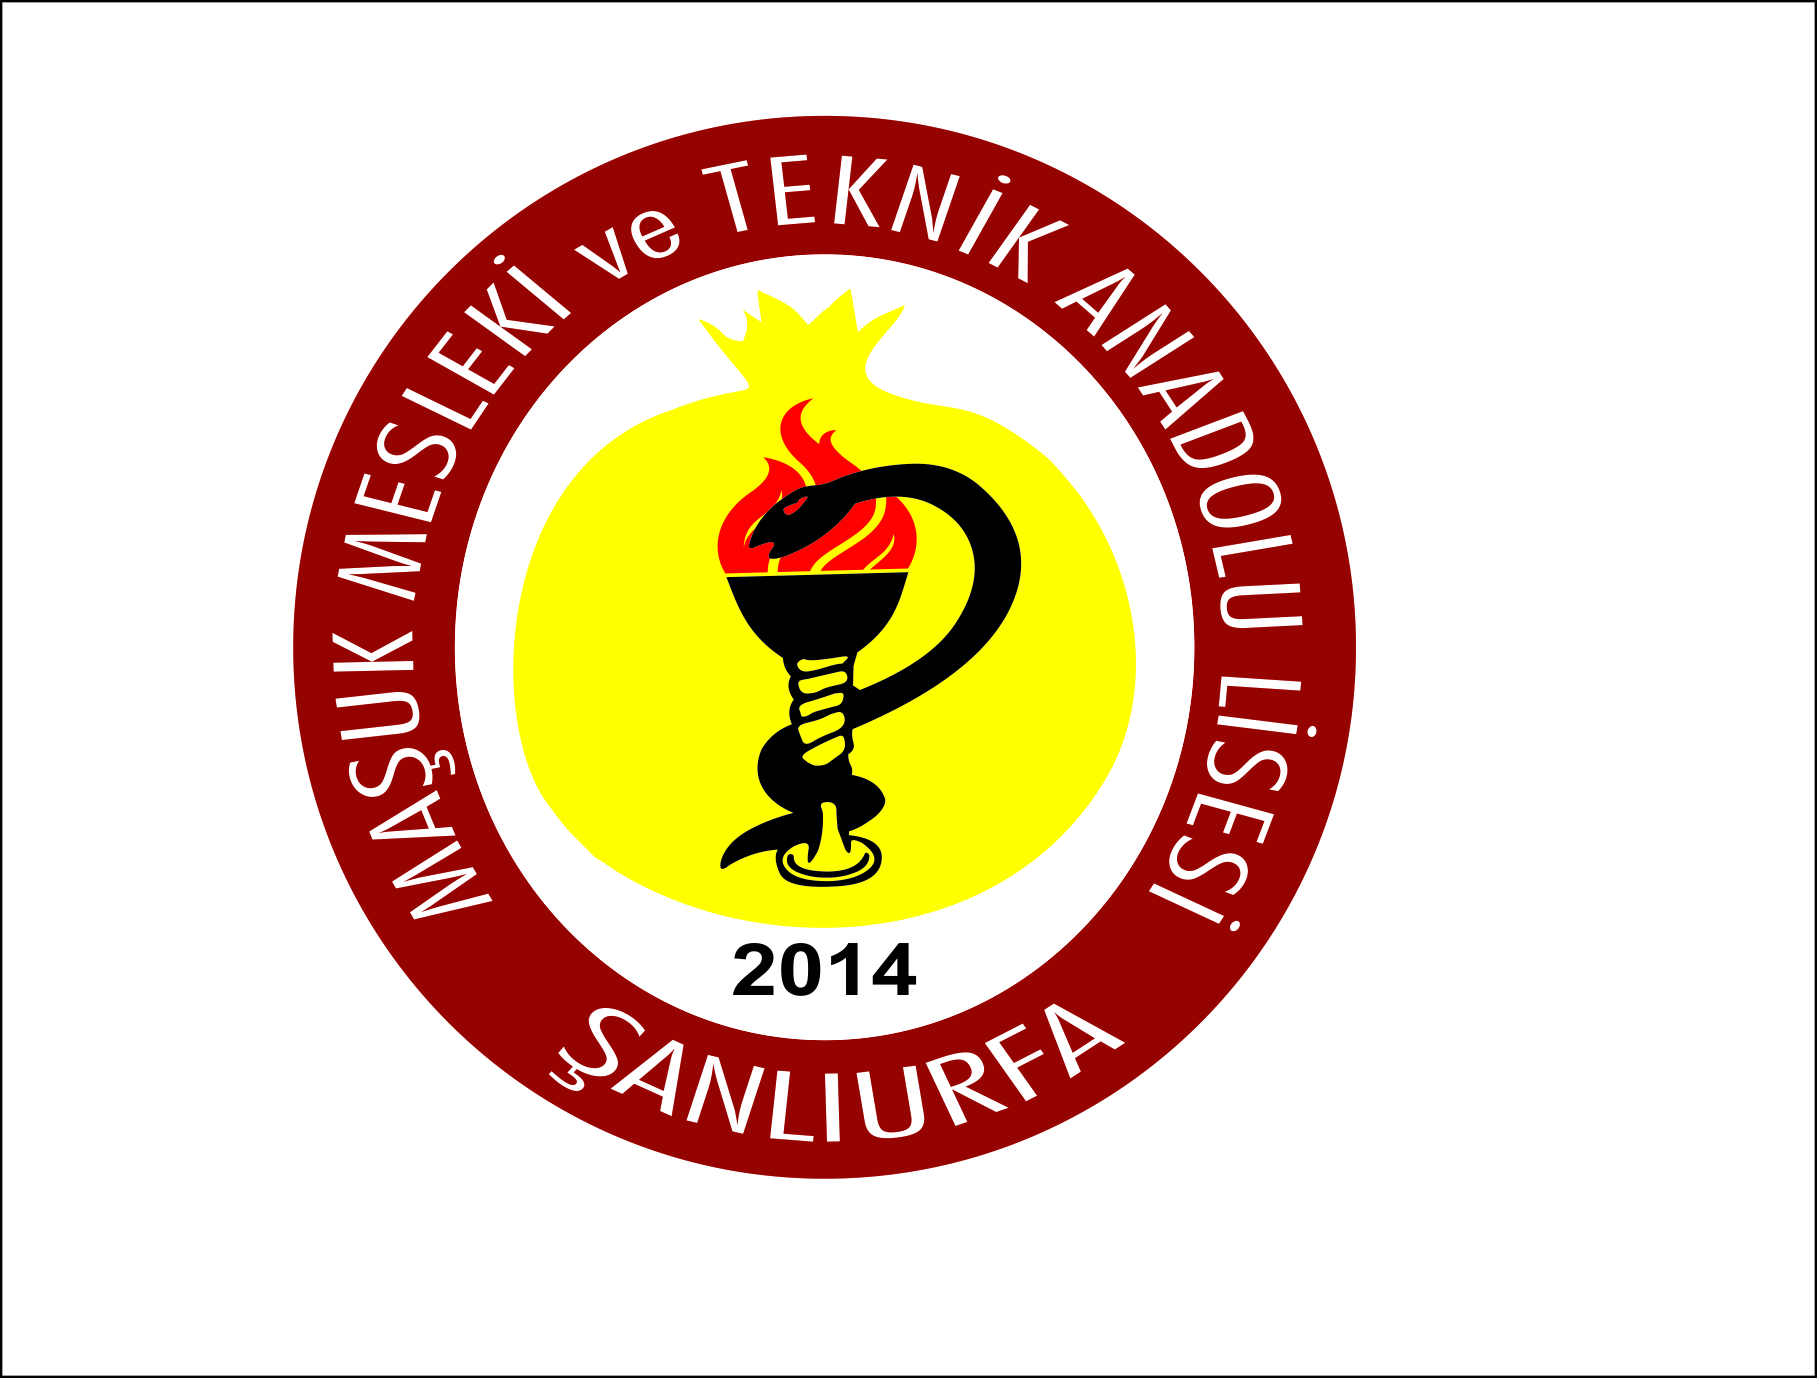 MAŞUK MESLEKİ ve TEKNİK ANADOLU LİSESİ
2014
ŞANLIURFA